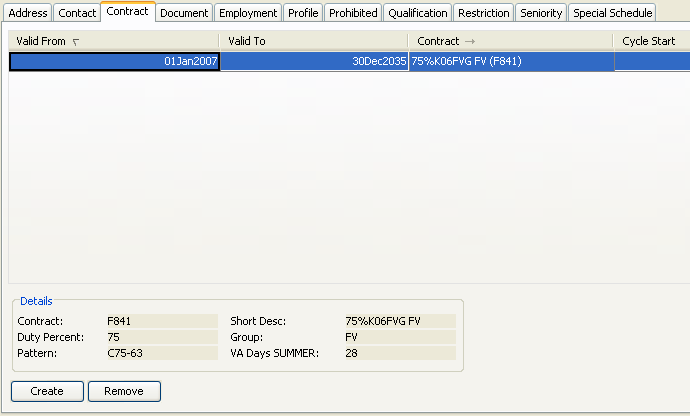 Address Contact Contract Document Employment Profile Prohibited Qualification Restriction Seniority Special Schedule
Valid From Valid To Contract → Cycle Start
01Jan2007 30Dec2035 75%K06FVG FV (F841)
Details
Contract: F841 Short Desc: 75%K06FVG FV
Duty Percent: 75 Group: FV
Pattern: C75-63 VA Days SUMMER: 28
Create Remove